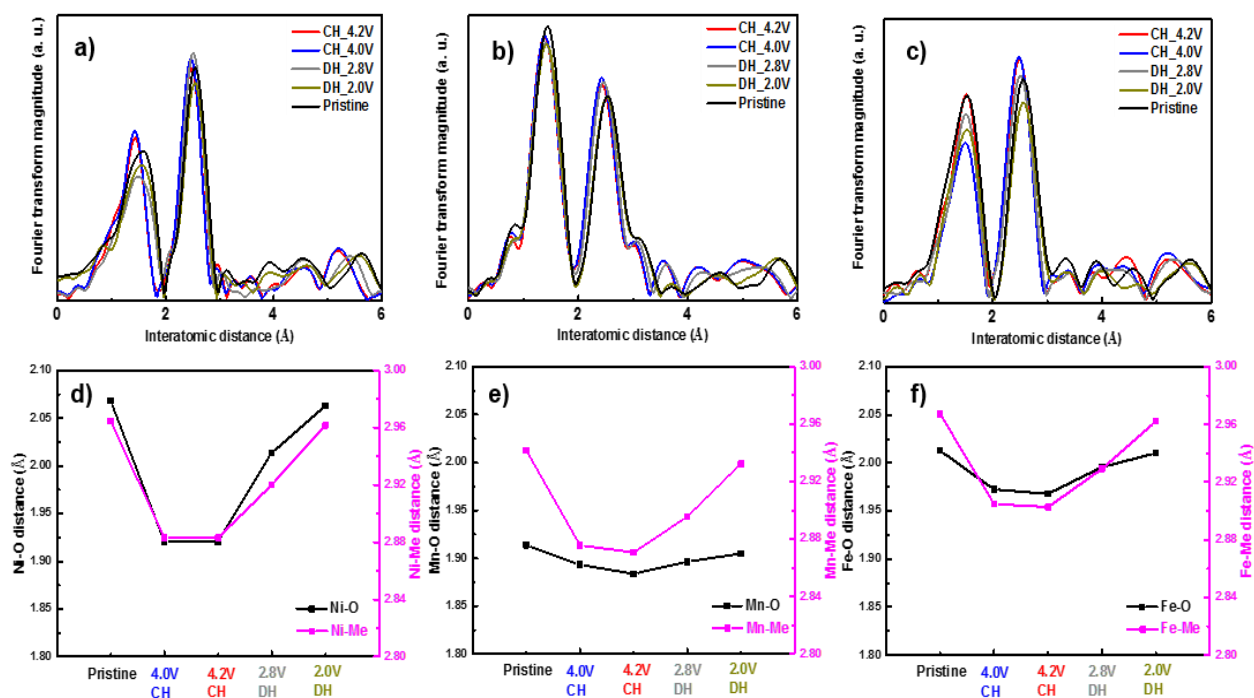 a)
CH_4.2V
CH_4.0V
DH_2.8V
DH_2.0V
Pristine
Fourier transform magnitude (a. u.)
0 2 4 6
Interatomic distance (Å)
b)
CH_4.2V
CH_4.0V
DH_2.8V
DH_2.0V
Pristine
Fourier transform magnitude (a. u.)
0 2 4 6
Interatomic distance (Å)
c)
CH_4.2V
CH_4.0V
DH_2.8V
DH_2.0V
Pristine
Fourier transform magnitude (a. u.)
0 2 4 6
Interatomic distance (Å)
d)
2.10
2.05
2.00
1.95
1.90
1.85
1.80
Ni-O distance (Å)
3.00
2.96
2.92
2.88
2.84
2.80
Ni-Me distance (Å)
Ni-O
Ni-Me
Pristine 4.0V 4.2V 2.8V 2.0V
CH CH DH DH
e)
2.10
2.05
2.00
1.95
1.90
1.85
1.80
Mn-O distance (Å)
3.00
2.96
2.92
2.88
2.84
2.80
Mn-Me distance (Å)
Mn-O
Mn-Me
Pristine 4.0V 4.2V 2.8V 2.0V
CH CH DH DH
f)
2.10
2.05
2.00
1.95
1.90
1.85
1.80
Fe-O distance (Å)
3.00
2.96
2.92
2.88
2.84
2.80
Fe-Me distance (Å)
Fe-O
Fe-Me
Pristine 4.0V 4.2V 2.8V 2.0V
CH CH DH DH